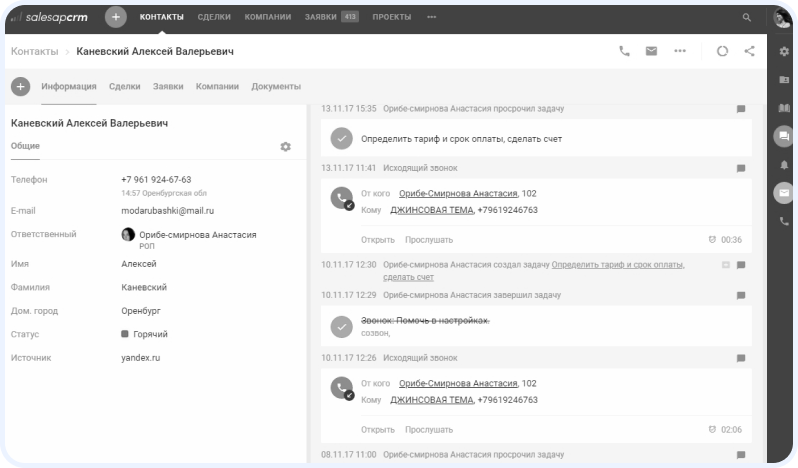 salesapcrm
КОНТАКТЫ СДЕЛКИ КОМПАНИИ ЗАЯВКИ 413 ПРОЕКТЫ
Контакты > Каневский Алексей Валерьевич
Информация Сделки Заявки Компании Документы
Каневский Алексей Валерьевич
Общие
Телефон +7 961 924-67-63
14:57 Оренбургская обл
E-mail modarubashki@mail.ru
Ответственный Орибе-смирнова Анастасия
РОП
Имя Алексей
Фамилия Каневский
Дом. город Оренбург
Статус Горячий
Источник yandex.ru
13.11.17 15:35 Орибе-смирнова Анастасия просрочил задачу
Определить тариф и срок оплаты, сделать счет
13.11.17 11:41 Исходящий звонок
От кого Орибе-Смирнова Анастасия, 102
Кому ДЖИНСОВАЯ ТЕМА, +79619246763
Открыть Прослушать 00:36
10.11.17 12:30 Орибе-смирнова Анастасия создал задачу Определить тариф и срок оплаты,
сделать счет
10.11.17 12:29 Орибе-смирнова Анастасия завершил задачу
Звонок: Помочь в настройках.
созвон,
10.11.17 12:26 Исходящий звонок
От кого Орибе-Смирнова Анастасия, 102
Кому ДЖИНСОВАЯ ТЕМА, +79619246763
Открыть Прослушать 02:06
08.11.17 11:00 Орибе-смирнова Анастасия просрочил задачу